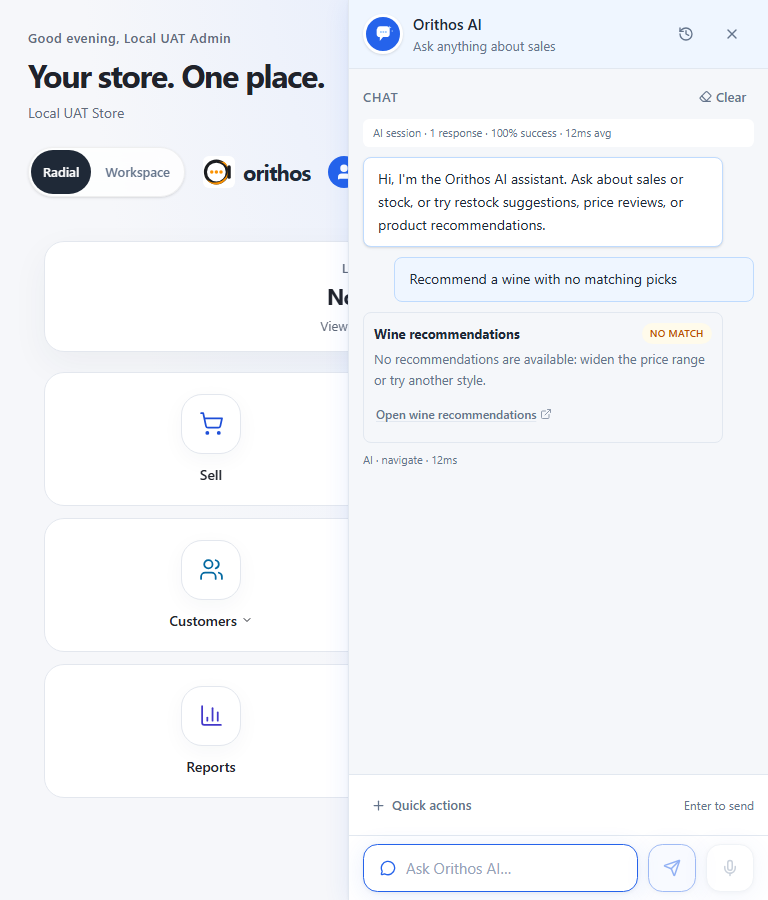 Good evening, Local UAT Admin
Your store. One place.
Local UAT Store
Radial
Workspace
orithos
View
Sell
Customers
Reports
Orithos AI
Ask anything about sales
CHAT
Clear
AI session · 1 response · 100% success · 12ms avg
Hi, I'm the Orithos AI assistant. Ask about sales or
stock, or try restock suggestions, price reviews, or
product recommendations.
Recommend a wine with no matching picks
Wine recommendations
NO MATCH
No recommendations are available: widen the price range
or try another style.
Open wine recommendations
AI · navigate · 12ms
Quick actions
Enter to send
Ask Orithos AI...